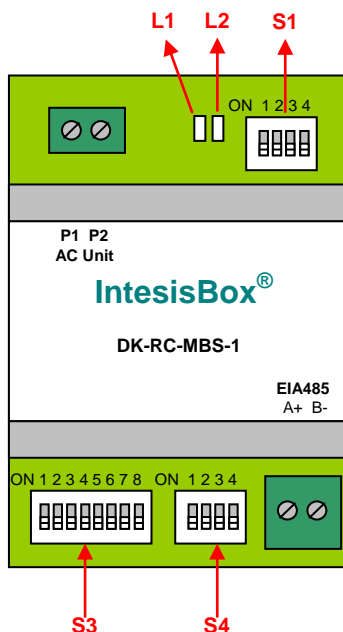 L1 L2 S1
ON 1 2 3 4
P1 P2
AC Unit
IntesisBox®
DK-RC-MBS-1
EIA485
A+ B-
ON 1 2 3 4 5 6 7 8 ON 1 2 3 4
S3 S4